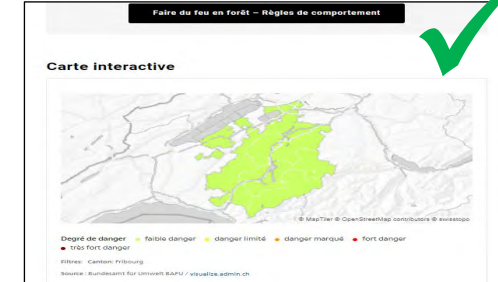 Faire du feu en forêt – Règles de comportement
Carte interactive
© MapTiler © OpenStreetMap contributors © swisstopo
Degré de danger faible danger danger limité danger marqué fort danger
très fort danger
Filtres: Canton: Fribourg
Source: Bundesamt für Umwelt BAFU / visualize.admin.ch